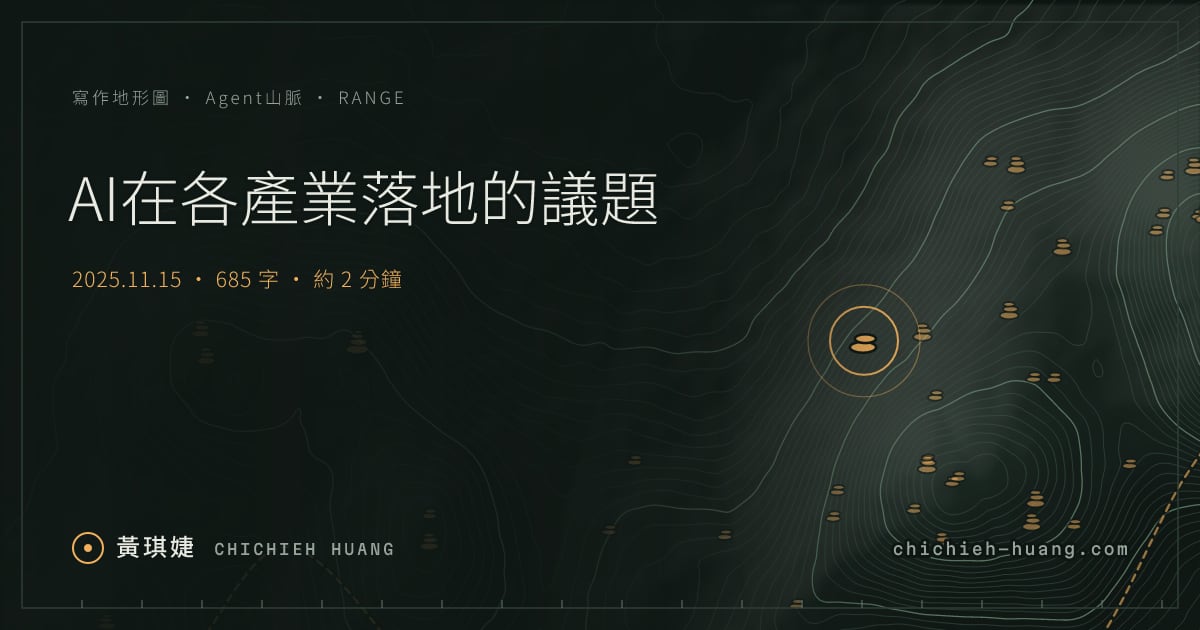 寫作地形圖 · Agent山脈 · RANGE
AI在各產業落地的議題
2025.11.15 · 685 字 · 約 2 分鐘
黃琪婕 CHICHIEH HUANG
chichieh-huang.com